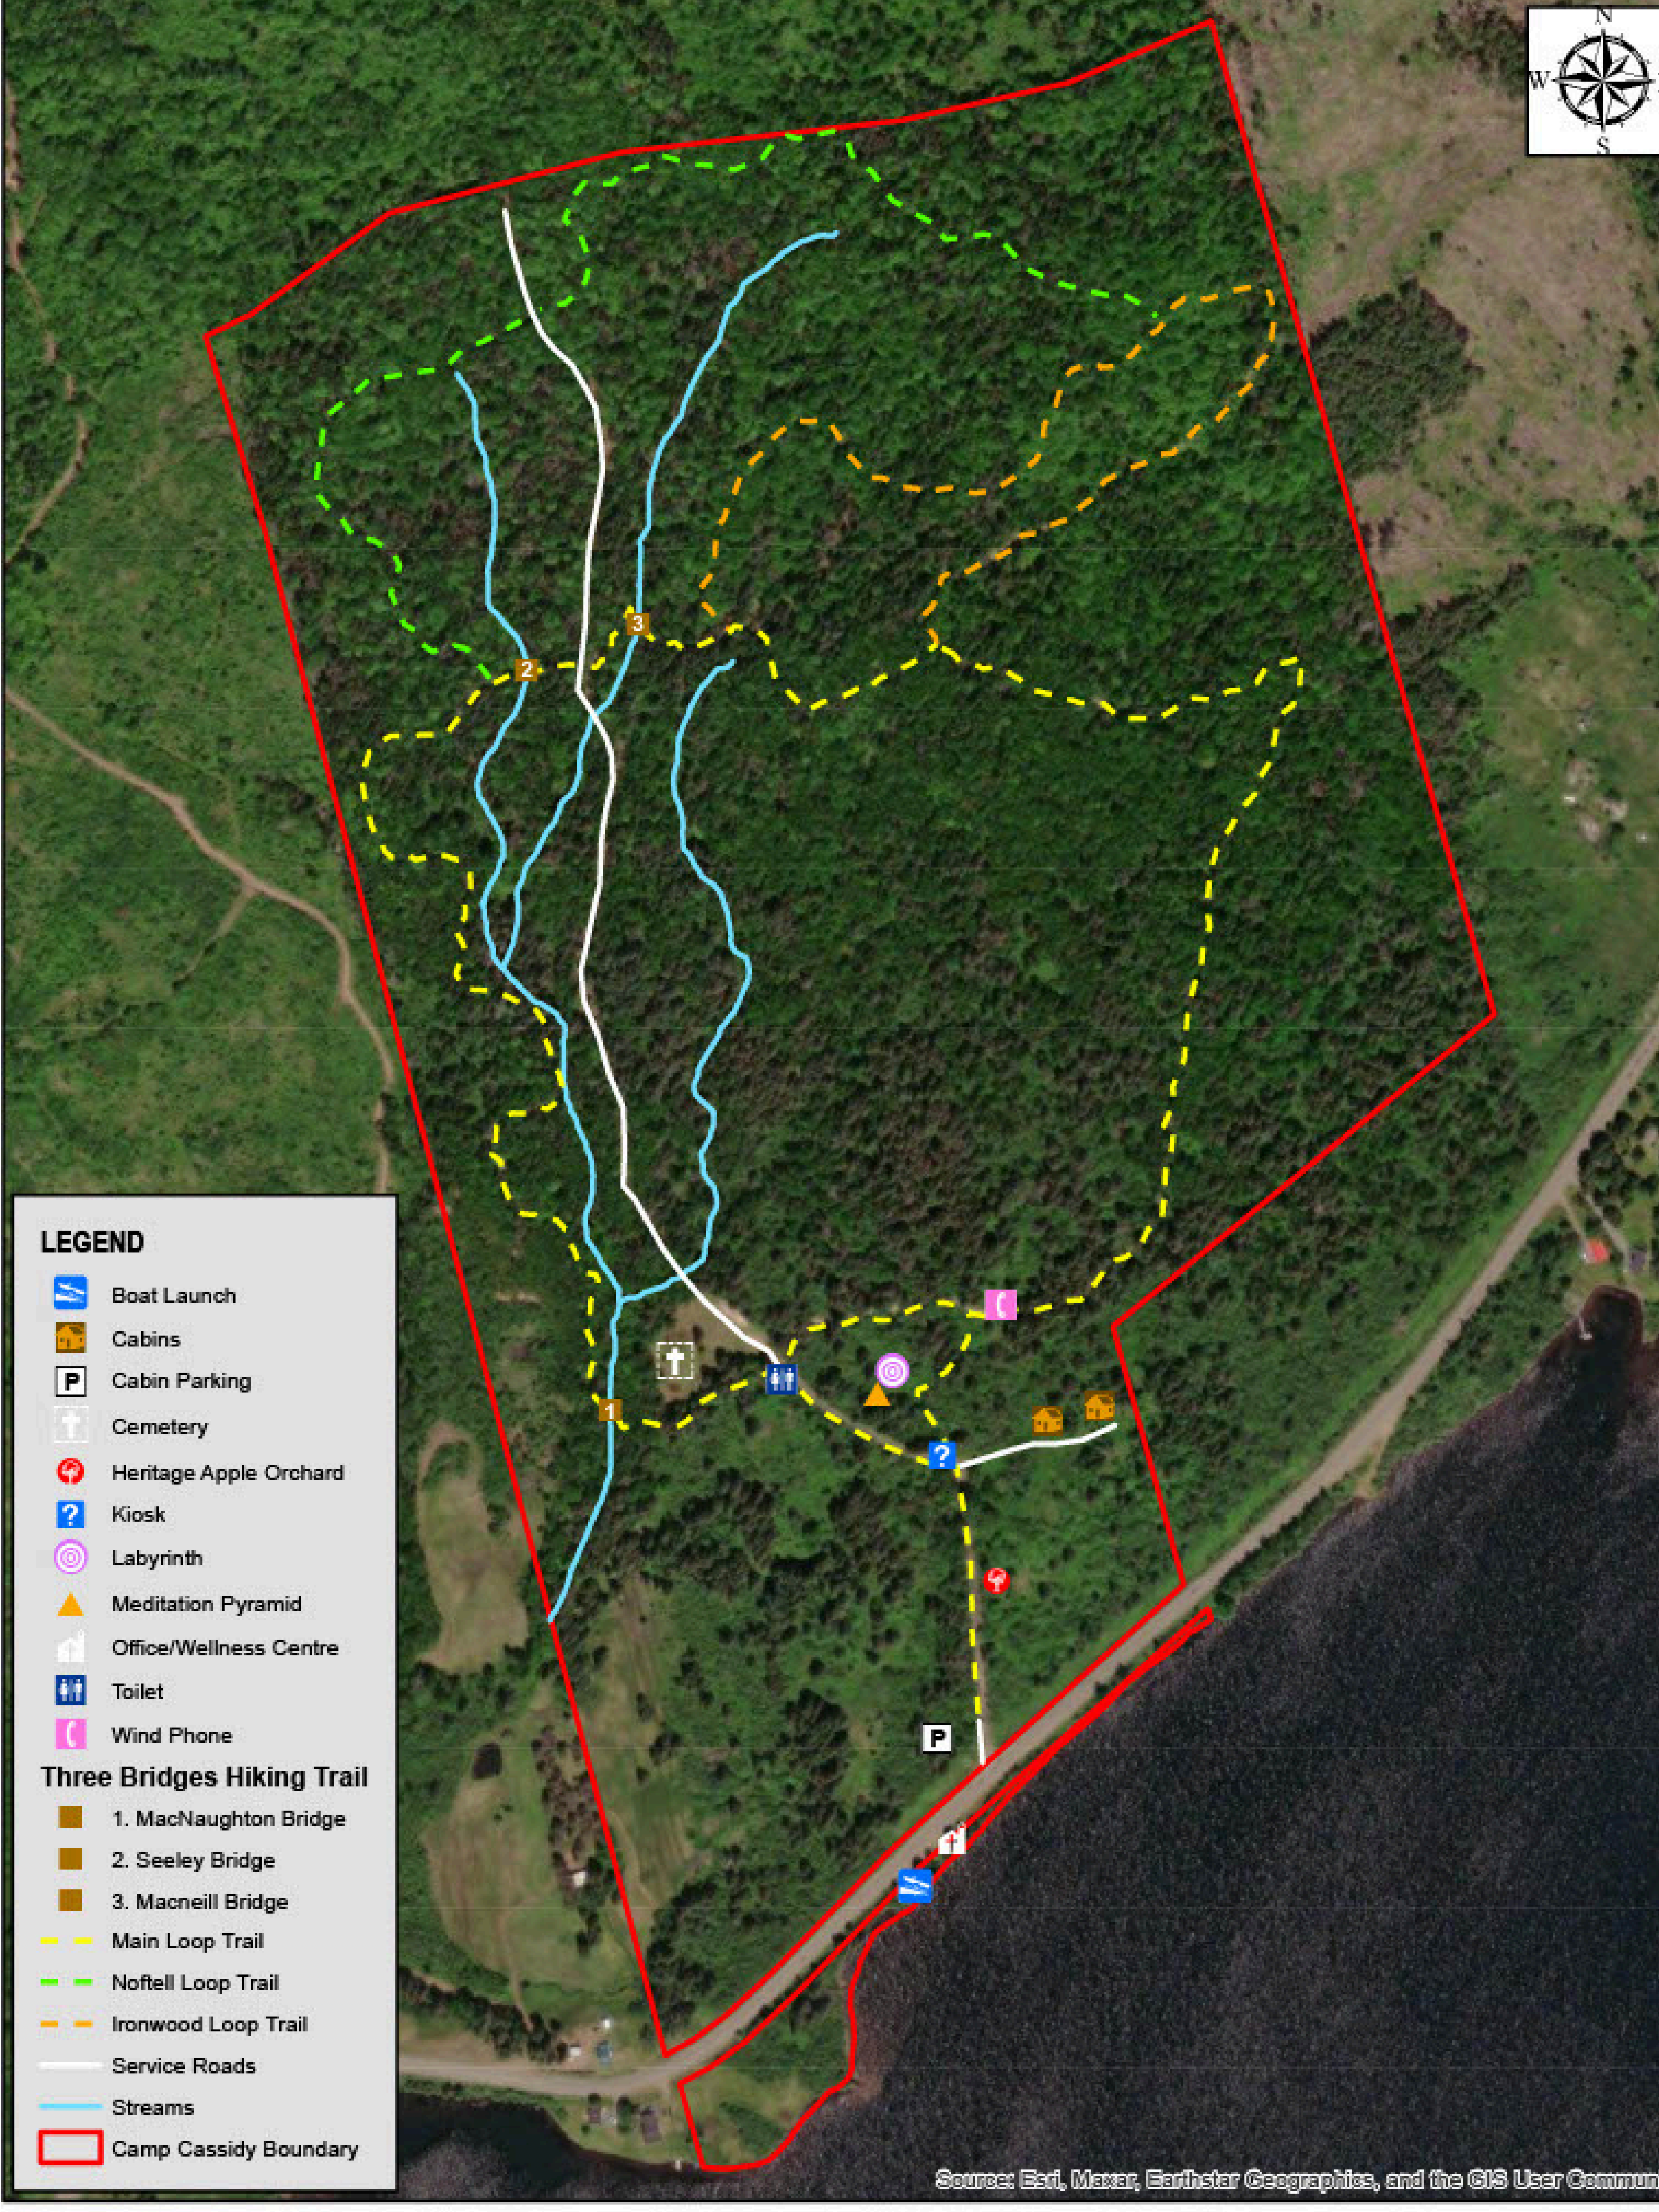 N
W
S
2
3
1
?
P
LEGEND
Boat Launch
Cabins
P Cabin Parking
Cemetery
Heritage Apple Orchard
? Kiosk
Labyrinth
Meditation Pyramid
Office/Wellness Centre
Toilet
Wind Phone
Three Bridges Hiking Trail
1. MacNaughton Bridge
2. Seeley Bridge
3. Macneill Bridge
Main Loop Trail
Noftell Loop Trail
Ironwood Loop Trail
Service Roads
Streams
Camp Cassidy Boundary
Source: Esri, Maxar, Earthstar Geographics, and the GIS User Commun